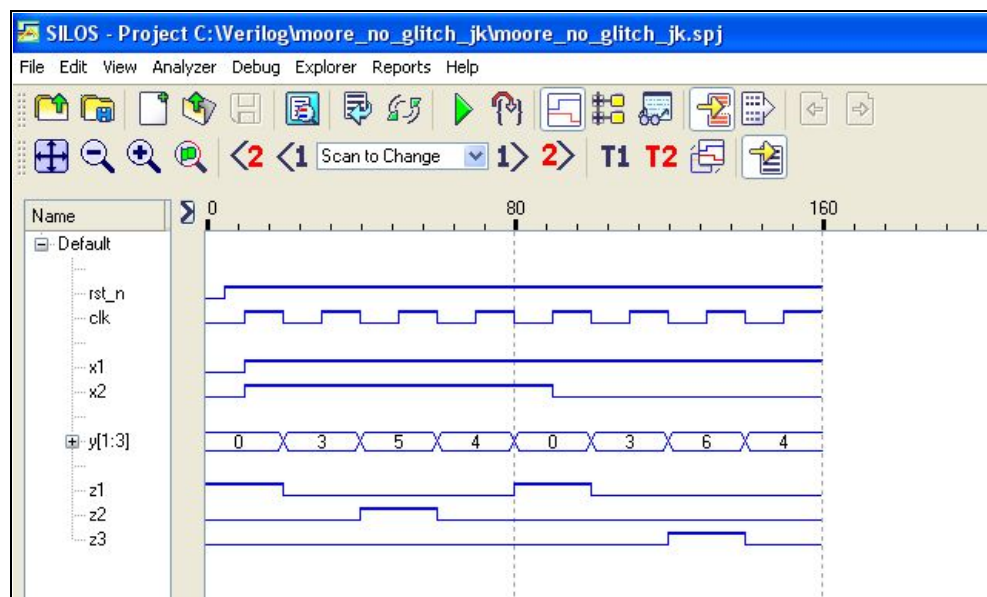 SILOS - Project C:\Verilog\moore_no_glitch_jk\moore_no_glitch_jk.spj
File Edit View Analyzer Debug Explorer Reports Help
<2 <1 Scan to Change 1> 2> T1 T2
Name Σ 0 80 160
Default
rst_n
clk
x1
x2
y[1:3] 0 3 5 4 0 3 6 4
z1
z2
z3